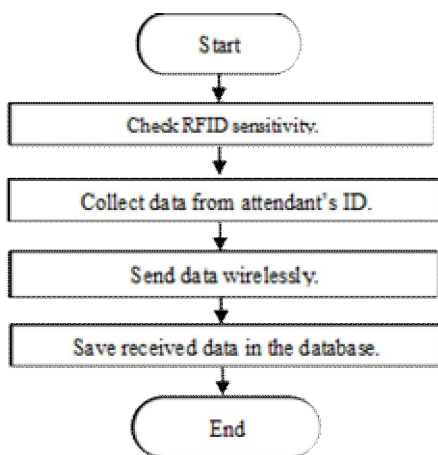 Start
Check RFID sensitivity.
Collect data from attendant's ID.
Send data wirelessly.
Save received data in the database.
End